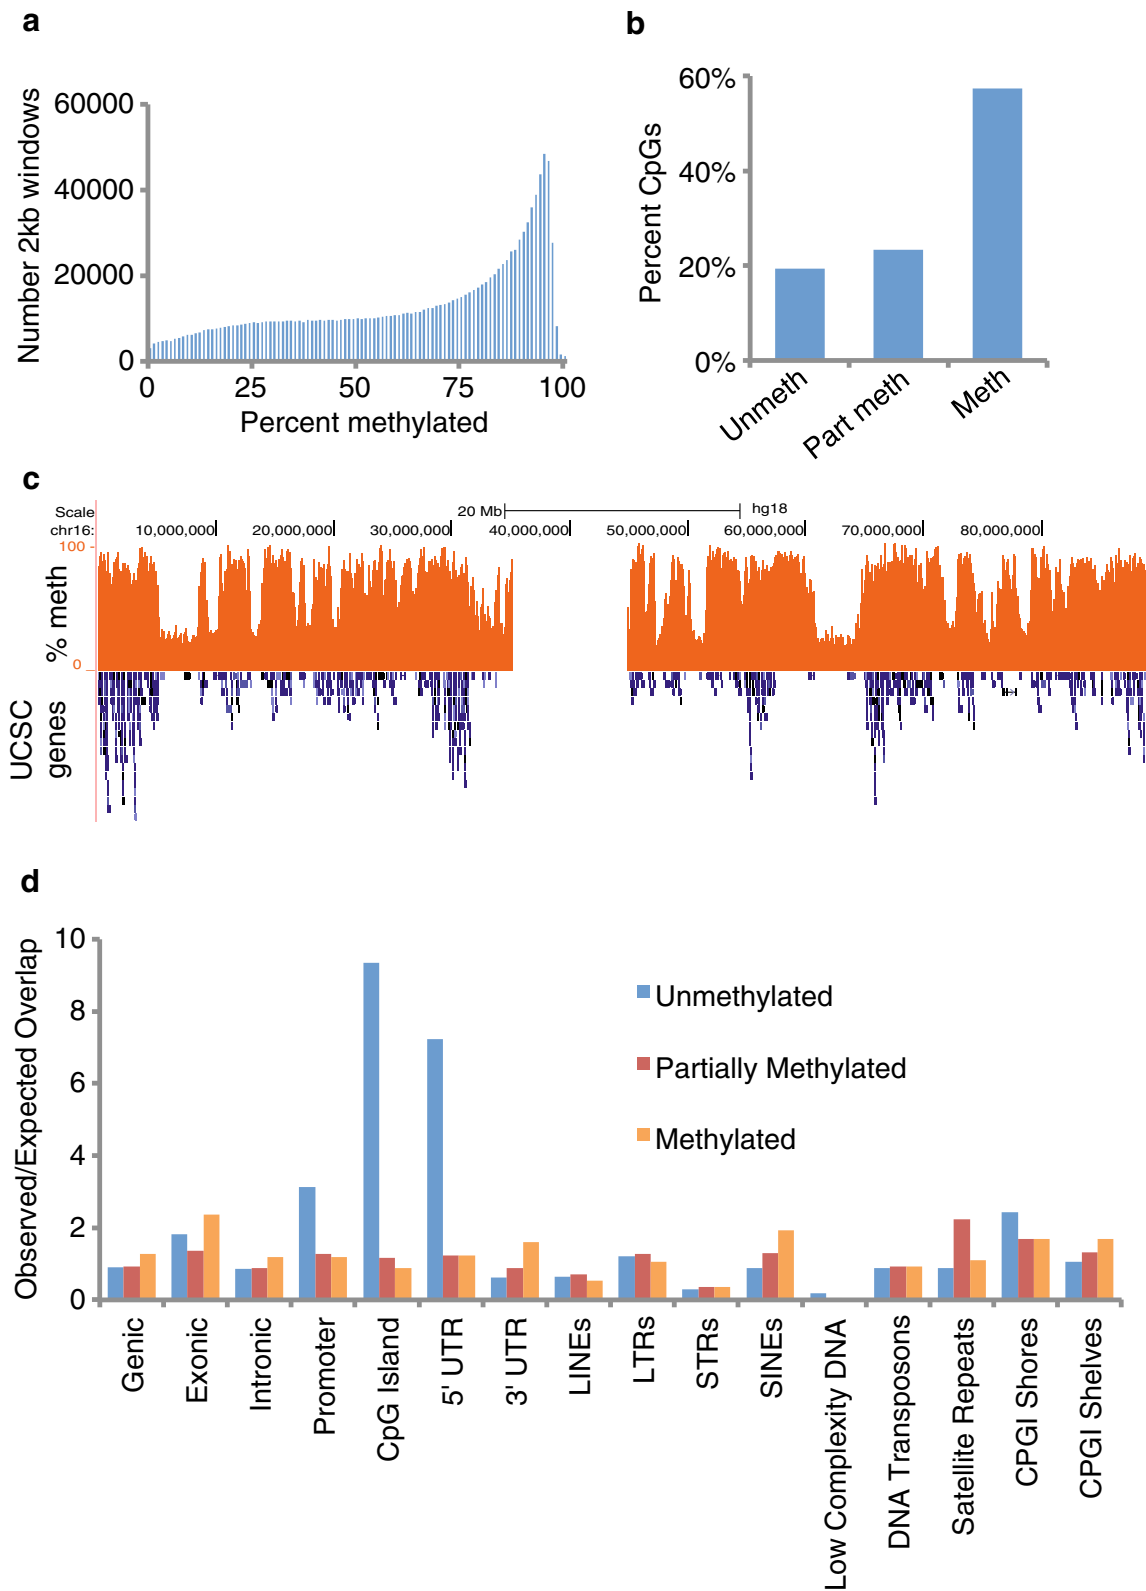 a
60000
40000
20000
0
Number 2kb windows
0 25 50 75 100
Percent methylated
b
60%
40%
20%
0%
Percent CpGs
Unmeth
Part meth
Meth
c
Scale 20 Mb hg18
chr16: 10,000,000 20,000,000 30,000,000 40,000,000 50,000,000 60,000,000 70,000,000 80,000,000
100
% meth
0
UCSC
genes
d
10
8
6
4
2
0
Observed/Expected Overlap
Unmethylated
Partially Methylated
Methylated
Genic
Exonic
Intronic
Promoter
CpG Island
5' UTR
3' UTR
LINEs
LTRs
STRs
SINEs
Low Complexity DNA
DNA Transposons
Satellite Repeats
CPGI Shores
CPGI Shelves